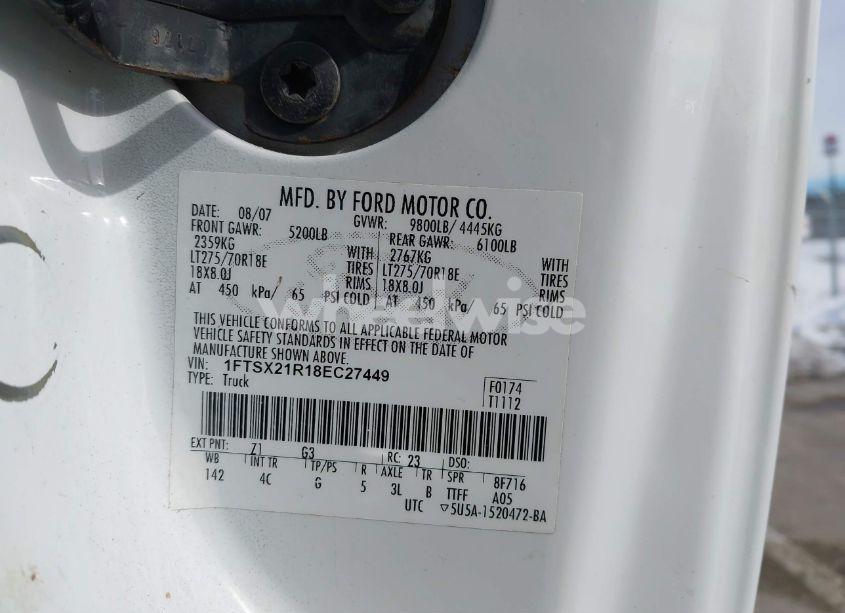 MFD. BY FORD MOTOR CO.
DATE: 08/07 GVWR: 9800LB/ 4445KG
FRONT GAWR: 5200LB REAR GAWR: 6100LB
2359KG WITH 2767KG WITH
LT275/70R18E TIRES LT275/70R18E TIRES
18X8.0J RIMS 18X8.0J RIMS
AT 450 kPa/ 65 PSI COLD AT 450 kPa/ 65 PSI COLD
THIS VEHICLE CONFORMS TO ALL APPLICABLE FEDERAL MOTOR
VEHICLE SAFETY STANDARDS IN EFFECT ON THE DATE OF
MANUFACTURE SHOWN ABOVE.
VIN: 1FTSX21R18EC27449
TYPE: Truck
F0174
T1112
EXT PNT: Z1 G3 RC: 23 DSO:
WB INT TR TP/PS R AXLE TR SPR 8F716
142 4C G 5 3L B TTFF A05
UTC ▽5U5A-1520472-BA
wheelwise